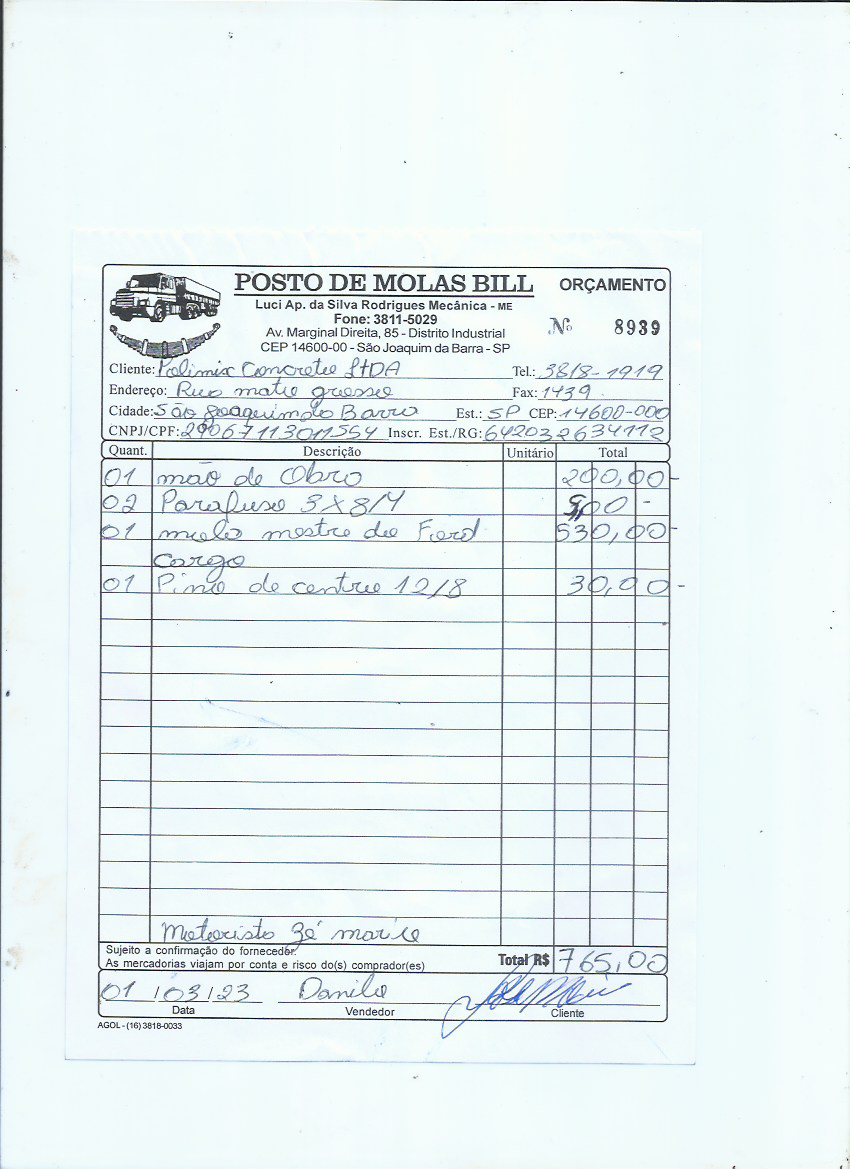 POSTO DE MOLAS BILL
ORÇAMENTO
Luci Ap. da Silva Rodrigues Mecânica - ME
Fone: 3811-5029
Nº 8939
Av. Marginal Direita, 85 - Distrito Industrial
CEP 14600-00 - São Joaquim da Barra - SP
Cliente: Polimix Concreto LtDA Tel.: 3818-1919
Endereço: Rua mato grosso Fax: 1439
Cidade: São Joaquim da Barra Est.: SP CEP: 14600-000
CNPJ/CPF: 29067113011554 Inscr. Est./RG: 642032634112
Quant. Descrição Unitário Total
01 mão de Obra 200,00-
02 Parafuso 3X8/4 5,00 -
01 mola mestre do Ford 530,00-
Cargo
01 Pino de centro 12/8 30,00-
Motorista Zé
Sujeito a confirmação do fornecedor.
As mercadorias viajam por conta e risco do(s) comprador(es)
Total R$ 765,00
01/03/23 Danilo
Data Vendedor Cliente
AGOL - (16) 3818-0033